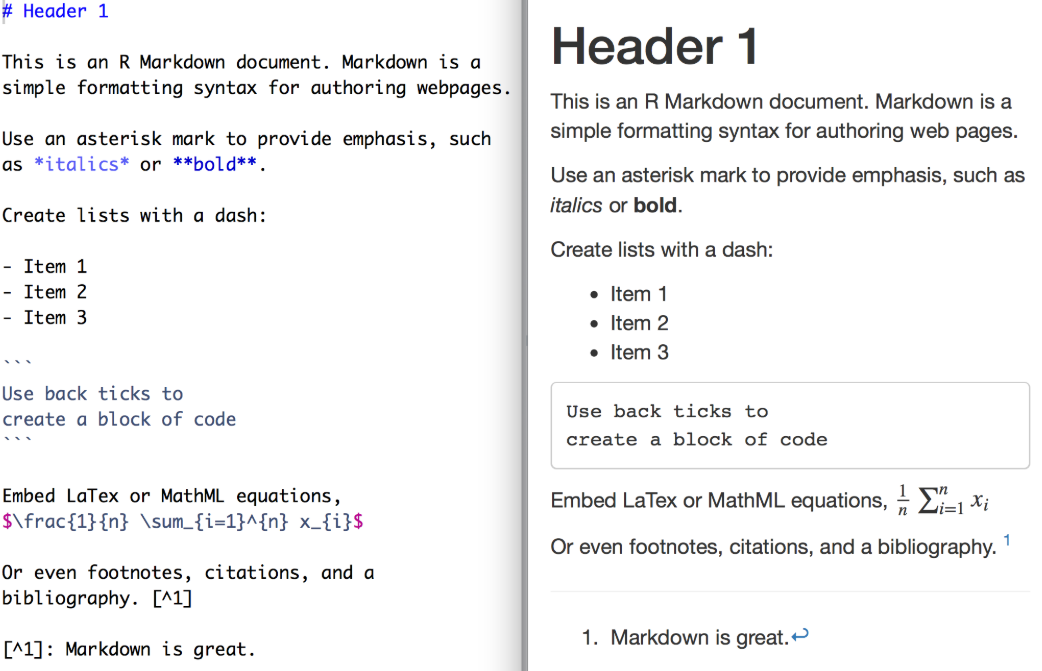 # Header 1
This is an R Markdown document. Markdown is a
simple formatting syntax for authoring webpages.
Use an asterisk mark to provide emphasis, such
as *italics* or **bold**.
Create lists with a dash:
- Item 1
- Item 2
- Item 3
```
Use back ticks to
create a block of code
```
Embed LaTex or MathML equations,
$\frac{1}{n} \sum_{i=1}^{n} x_{i}$
Or even footnotes, citations, and a
bibliography. [^1]
[^1]: Markdown is great.
Header 1
This is an R Markdown document. Markdown is a
simple formatting syntax for authoring web pages.
Use an asterisk mark to provide emphasis, such as
italics or bold.
Create lists with a dash:
• Item 1
• Item 2
• Item 3
Use back ticks to
create a block of code
Embed LaTex or MathML equations, 1/n ∑ⁿᵢ₌₁ xᵢ
Or even footnotes, citations, and a bibliography. 1
1. Markdown is great.↩